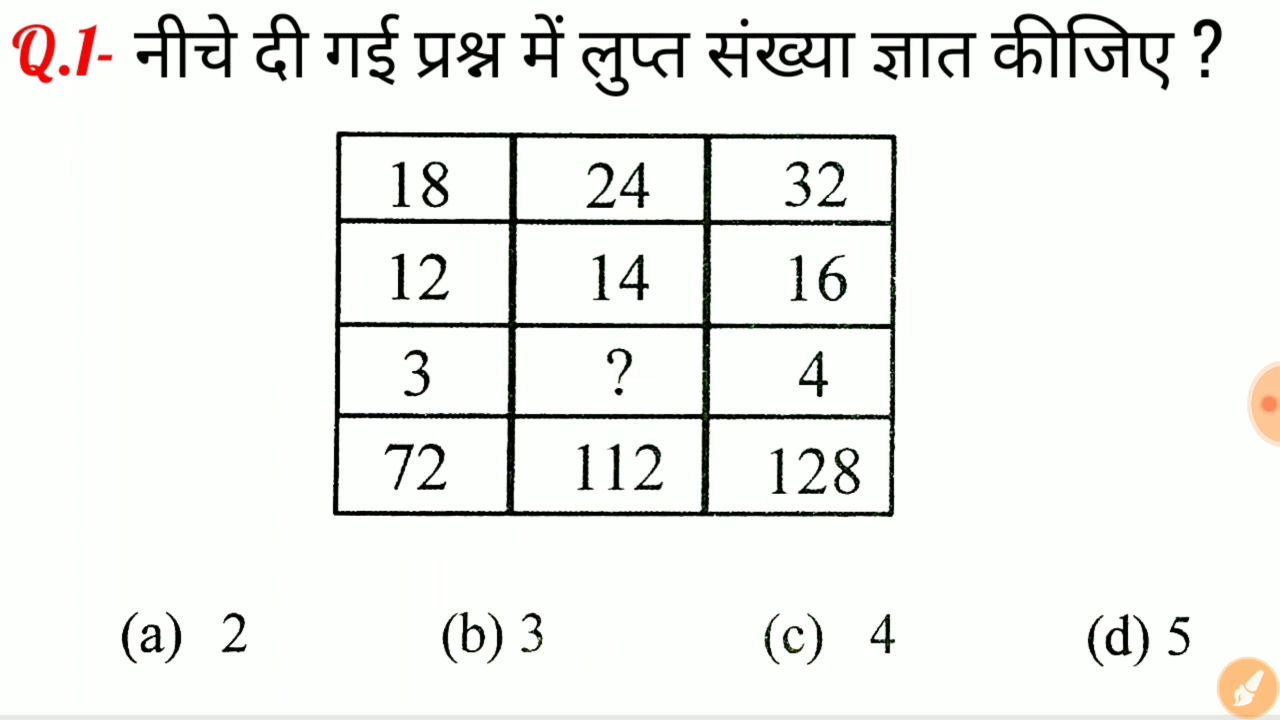 Q.1- नीचे दी गई प्रश्न में लुप्त संख्या ज्ञात कीजिए ?
18 24 32
12 14 16
3 ? 4
72 112 128
(a) 2 (b) 3 (c) 4 (d) 5